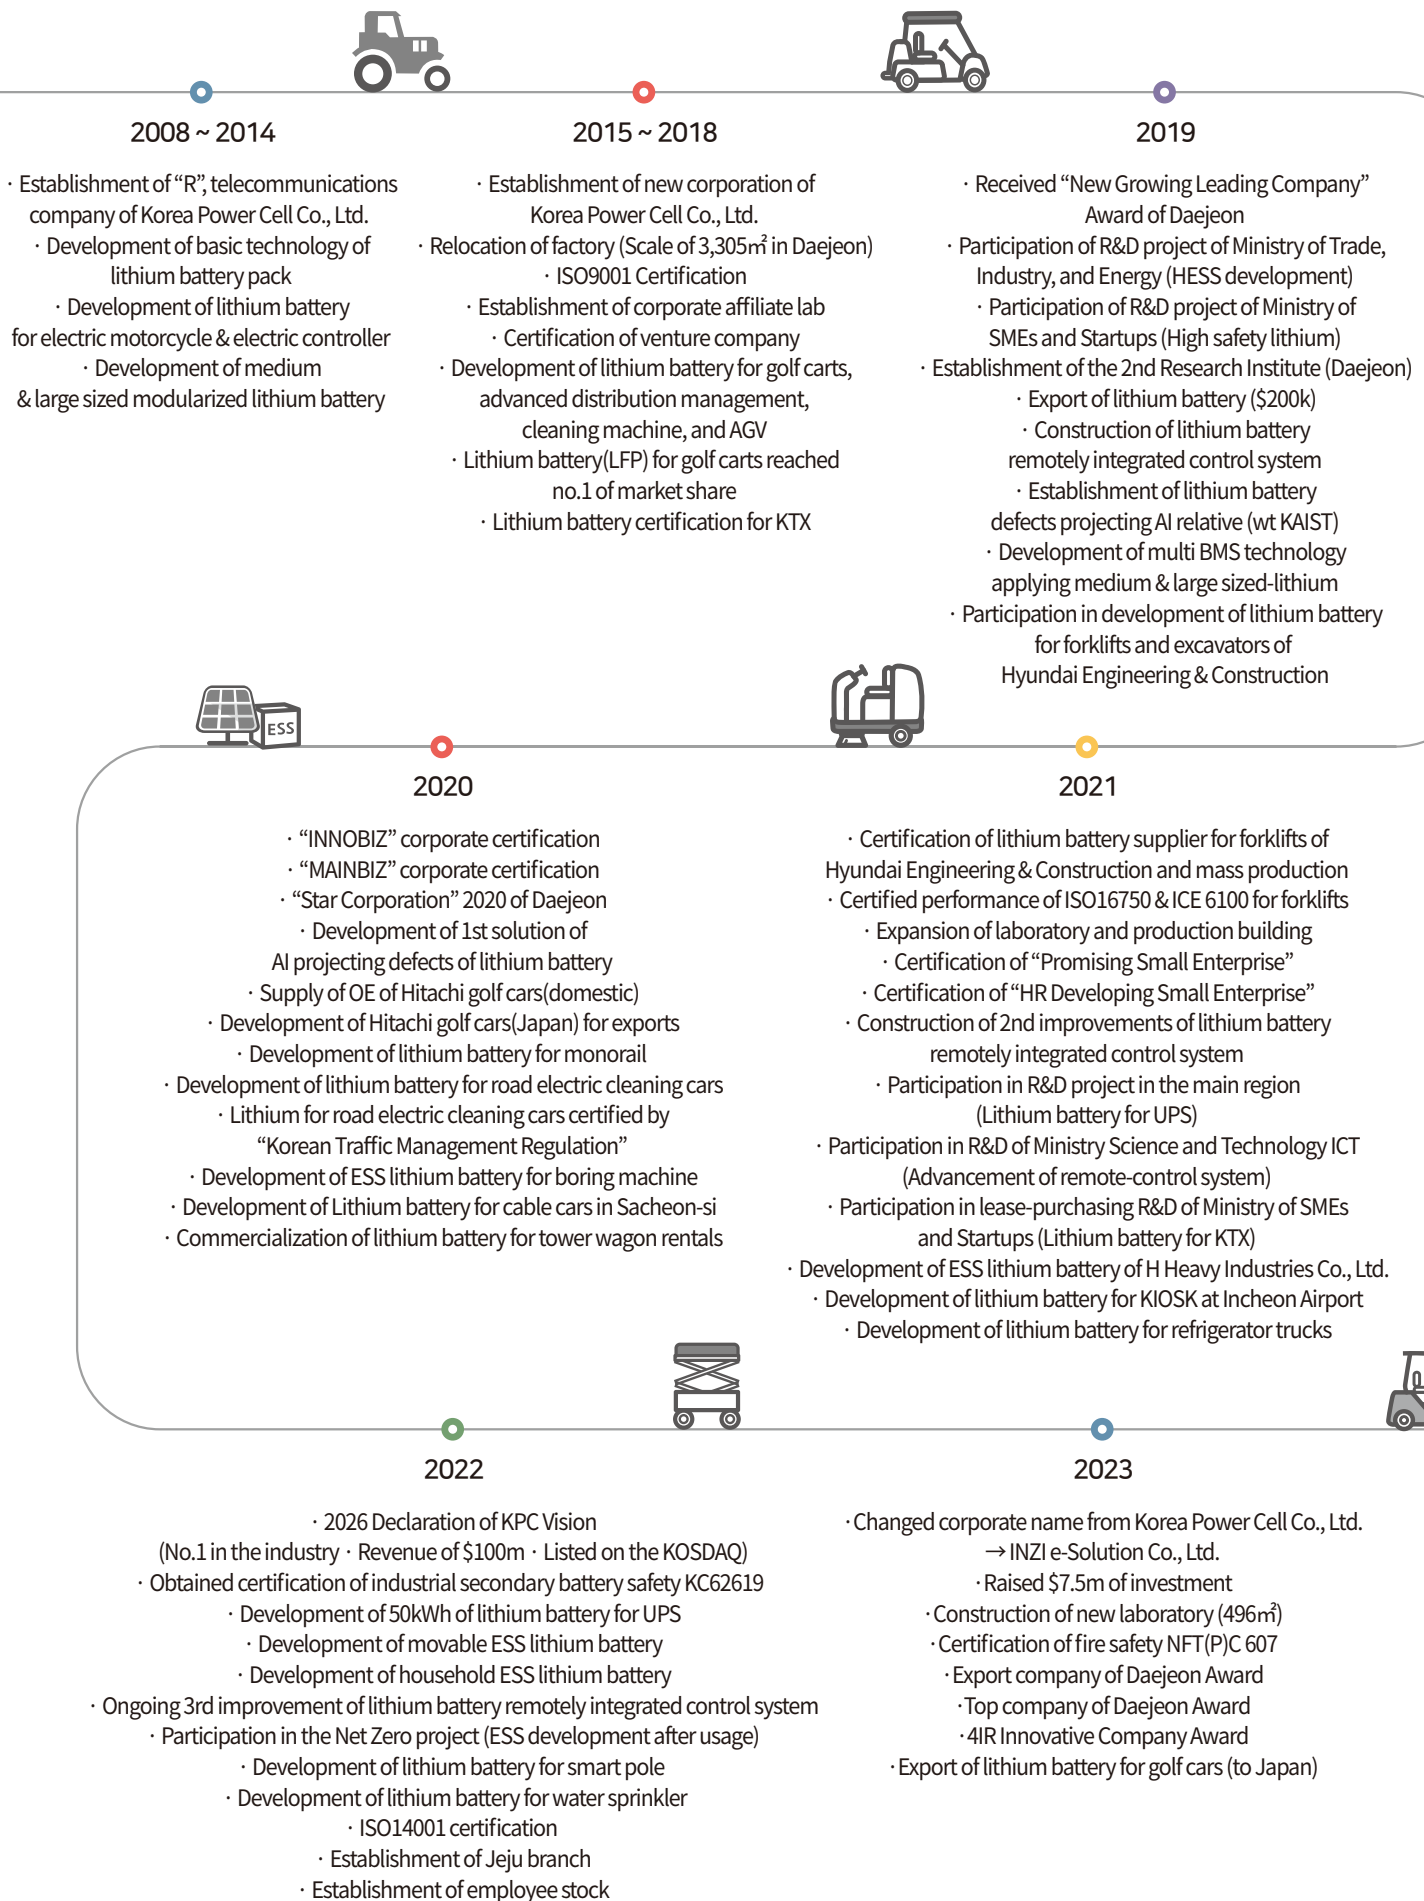 2008 ~ 2014
· Establishment of “R”, telecommunications
company of Korea Power Cell Co., Ltd.
· Development of basic technology of
lithium battery pack
· Development of lithium battery
for electric motorcycle & electric controller
· Development of medium
& large sized modularized lithium battery
2015 ~ 2018
· Establishment of new corporation of
Korea Power Cell Co., Ltd.
· Relocation of factory (Scale of 3,305㎡ in Daejeon)
· ISO9001 Certification
· Establishment of corporate affiliate lab
· Certification of venture company
· Development of lithium battery for golf carts,
advanced distribution management,
cleaning machine, and AGV
· Lithium battery(LFP) for golf carts reached
no.1 of market share
· Lithium battery certification for KTX
2019
· Received “New Growing Leading Company”
Award of Daejeon
· Participation of R&D project of Ministry of Trade,
Industry, and Energy (HESS development)
· Participation of R&D project of Ministry of
SMEs and Startups (High safety lithium)
· Establishment of the 2nd Research Institute (Daejeon)
· Export of lithium battery ($200k)
· Construction of lithium battery
remotely integrated control system
· Establishment of lithium battery
defects projecting AI relative (wt KAIST)
· Development of multi BMS technology
applying medium & large sized-lithium
· Participation in development of lithium battery
for forklifts and excavators of
Hyundai Engineering & Construction
ESS
2020
· “INNOBIZ” corporate certification
· “MAINBIZ” corporate certification
· “Star Corporation” 2020 of Daejeon
· Development of 1st solution of
AI projecting defects of lithium battery
· Supply of OE of Hitachi golf cars(domestic)
· Development of Hitachi golf cars(Japan) for exports
· Development of lithium battery for monorail
· Development of lithium battery for road electric cleaning cars
· Lithium for road electric cleaning cars certified by
“Korean Traffic Management Regulation”
· Development of ESS lithium battery for boring machine
· Development of Lithium battery for cable cars in Sacheon-si
· Commercialization of lithium battery for tower wagon rentals
2021
· Certification of lithium battery supplier for forklifts of
Hyundai Engineering & Construction and mass production
· Certified performance of ISO16750 & ICE 6100 for forklifts
· Expansion of laboratory and production building
· Certification of “Promising Small Enterprise”
· Certification of “HR Developing Small Enterprise”
· Construction of 2nd improvements of lithium battery
remotely integrated control system
· Participation in R&D project in the main region
(Lithium battery for UPS)
· Participation in R&D of Ministry Science and Technology ICT
(Advancement of remote-control system)
· Participation in lease-purchasing R&D of Ministry of SMEs
and Startups (Lithium battery for KTX)
· Development of ESS lithium battery of H Heavy Industries Co., Ltd.
· Development of lithium battery for KIOSK at Incheon Airport
· Development of lithium battery for refrigerator trucks
2022
· 2026 Declaration of KPC Vision
(No.1 in the industry · Revenue of $100m · Listed on the KOSDAQ)
· Obtained certification of industrial secondary battery safety KC62619
· Development of 50kWh of lithium battery for UPS
· Development of movable ESS lithium battery
· Development of household ESS lithium battery
· Ongoing 3rd improvement of lithium battery remotely integrated control system
· Participation in the Net Zero project (ESS development after usage)
· Development of lithium battery for smart pole
· Development of lithium battery for water sprinkler
· ISO14001 certification
· Establishment of Jeju branch
· Establishment of employee stock
2023
· Changed corporate name from Korea Power Cell Co., Ltd.
→ INZI e-Solution Co., Ltd.
· Raised $7.5m of investment
· Construction of new laboratory (496㎡)
· Certification of fire safety NFT(P)C 607
· Export company of Daejeon Award
· Top company of Daejeon Award
· 4IR Innovative Company Award
· Export of lithium battery for golf cars (to Japan)